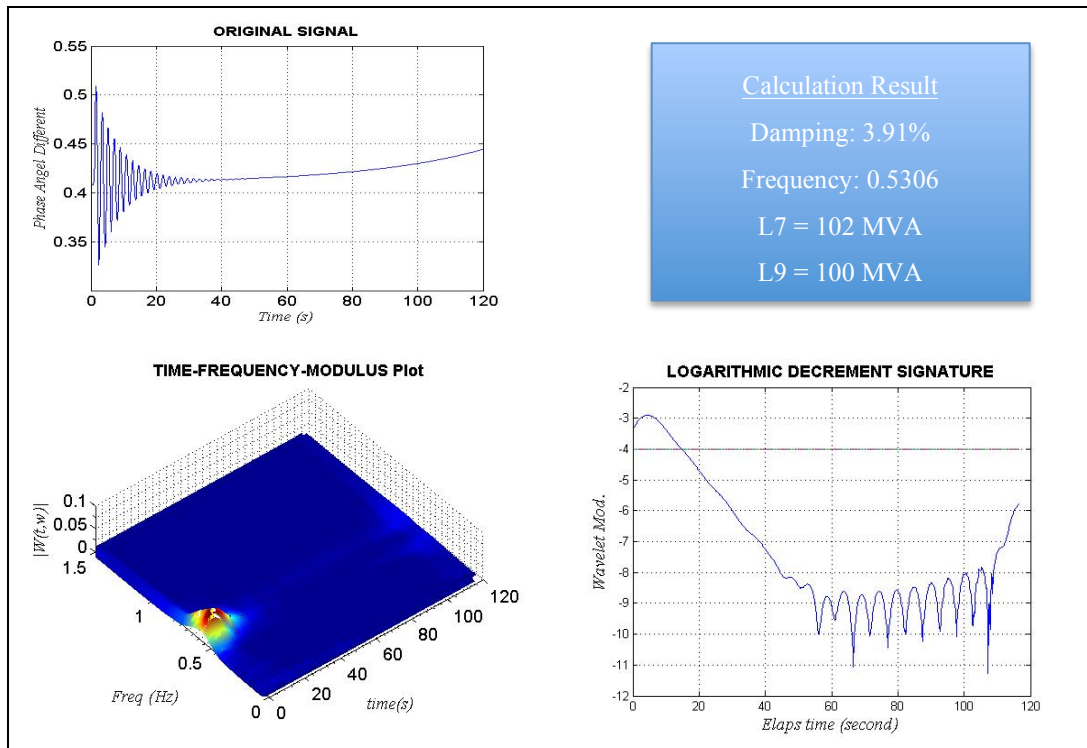 ORIGINAL SIGNAL
0.55
0.5
0.45
0.4
0.35
Phase Angel Different
0 20 40 60 80 100 120
Time (s)
Calculation Result
Damping: 3.91%
Frequency: 0.5306
L7 = 102 MVA
L9 = 100 MVA
TIME-FREQUENCY-MODULUS Plot
0.1
0.05
0
|W(t,w)|
1.5
1
0.5
0
Freq (Hz)
0
20
40
60
80
100
120
time(s)
LOGARITHMIC DECREMENT SIGNATURE
-2
-3
-4
-5
-6
-7
-8
-9
-10
-11
-12
Wavelet Mod.
0 20 40 60 80 100 120
Elaps time (second)